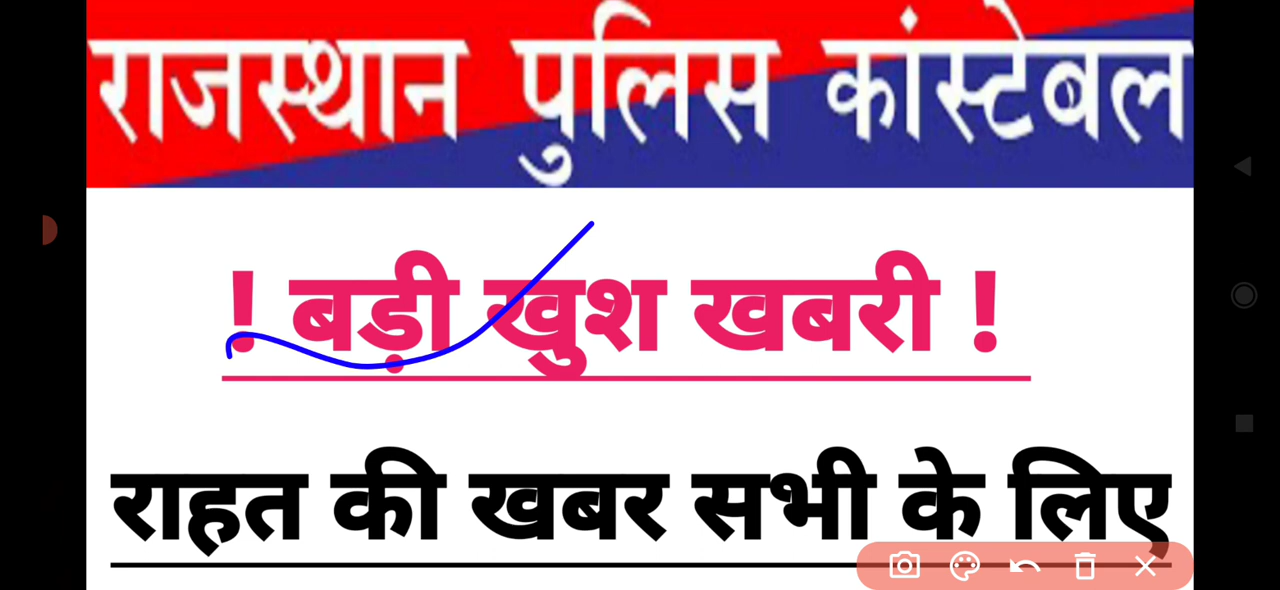 राजस्थान पुलिस कांस्टेबल
! बड़ी खुश खबरी !
राहत की खबर सभी के लिए